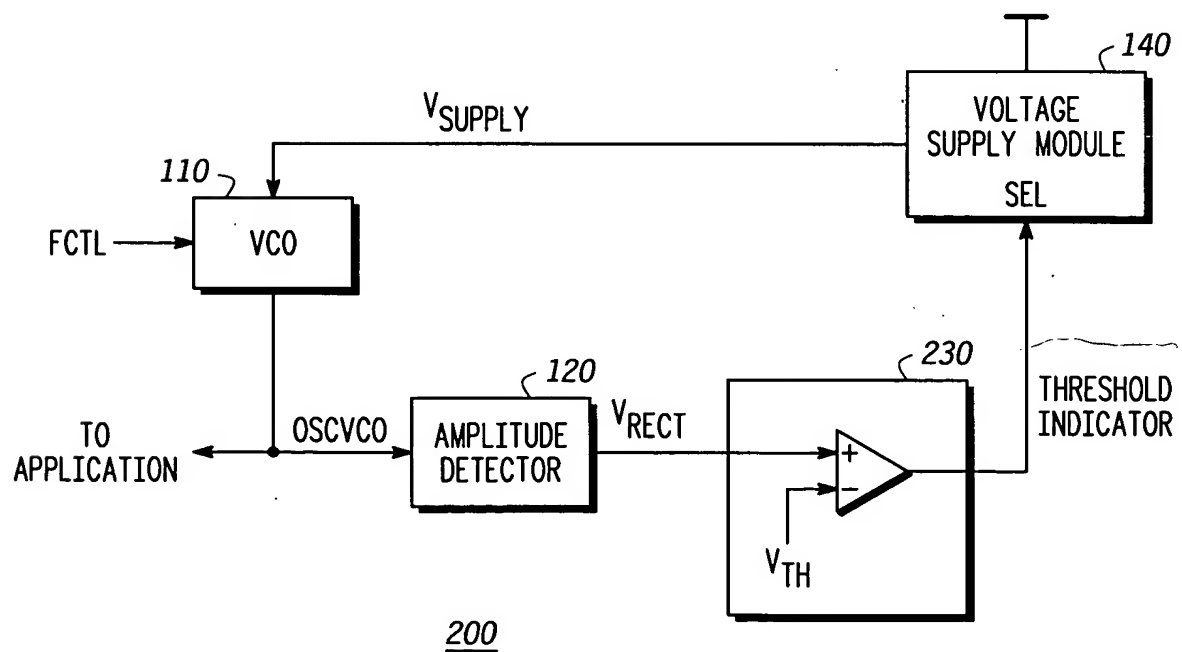 140
VOLTAGE
SUPPLY MODULE
SEL
VSUPPLY
110
FCTL
VCO
120
230
THRESHOLD
INDICATOR
TO
APPLICATION
OSCVCO
AMPLITUDE
DETECTOR
VRECT
+
−
VTH
200